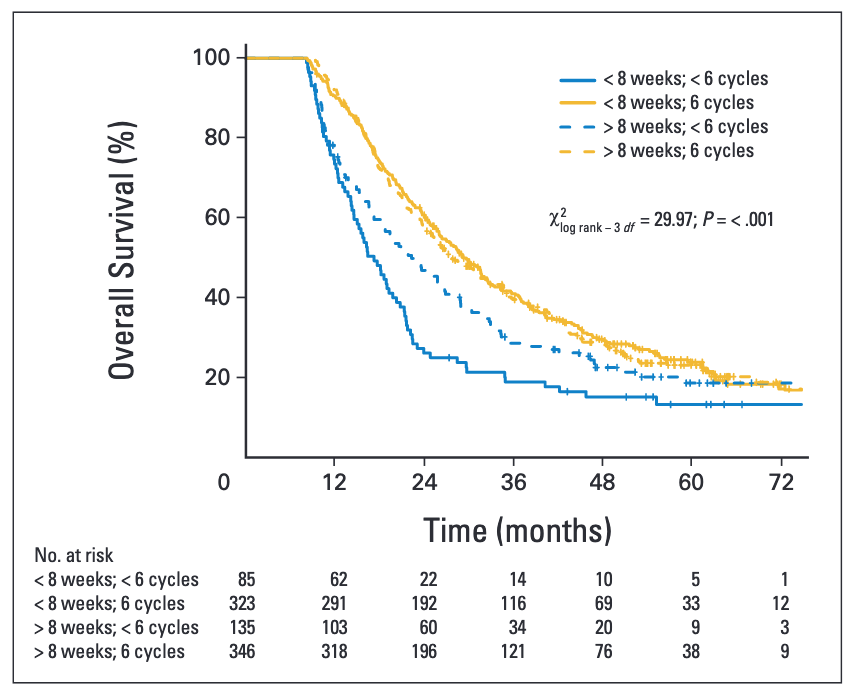 100
80
60
40
20
0
Overall Survival (%)
< 8 weeks; < 6 cycles
< 8 weeks; 6 cycles
> 8 weeks; < 6 cycles
> 8 weeks; 6 cycles
χ² log rank – 3 df = 29.97; P = < .001
12 24 36 48 60 72
Time (months)
No. at risk
< 8 weeks; < 6 cycles 85 62 22 14 10 5 1
< 8 weeks; 6 cycles 323 291 192 116 69 33 12
> 8 weeks; < 6 cycles 135 103 60 34 20 9 3
> 8 weeks; 6 cycles 346 318 196 121 76 38 9